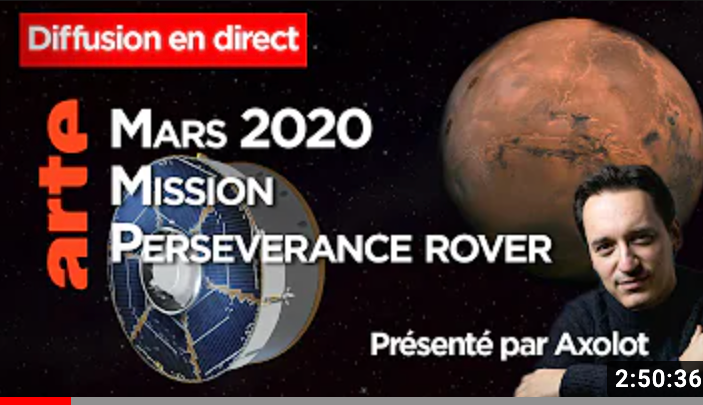 Diffusion en direct
arte
MARS 2020
MISSION
PERSEVERANCE ROVER
Présenté par Axolot
2:50:36